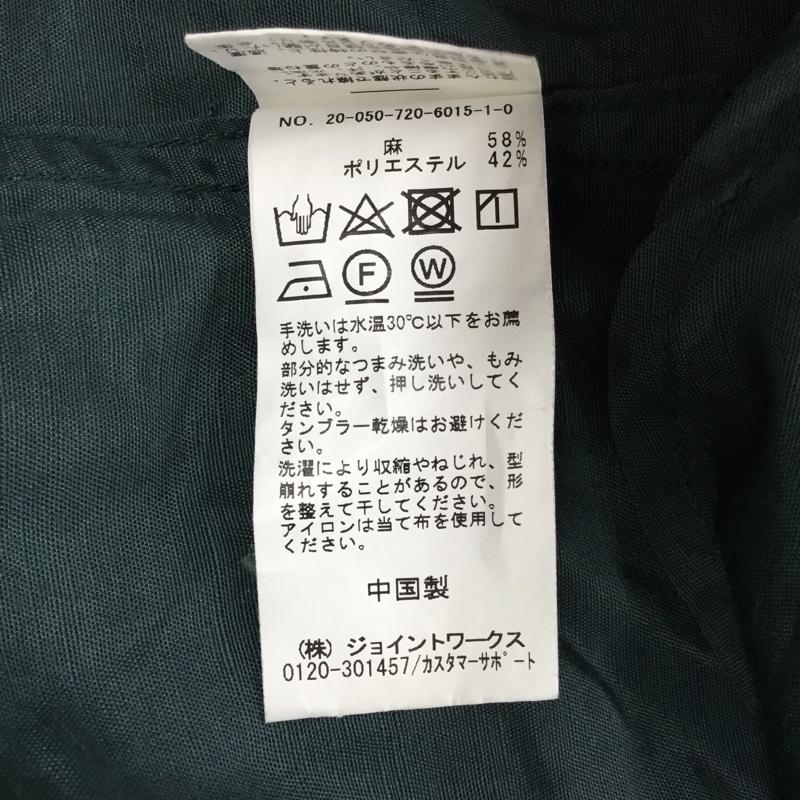 の状態で擦れると、
NO. 20-050-720-6015-1-0
麻 58%
ポリエステル 42%
F W
手洗いは水温30℃以下をお薦
めします。
部分的なつまみ洗いや、もみ
洗いはせず、押し洗いしてく
ださい。
タンブラー乾燥はお避けくだ
さい。
洗濯により収縮やねじれ、型
崩れすることがあるので、形
を整えて干してください。
アイロンは当て布を使用して
ください。
中国製
(株)ジョイントワークス
0120-301457/カスタマーサポート